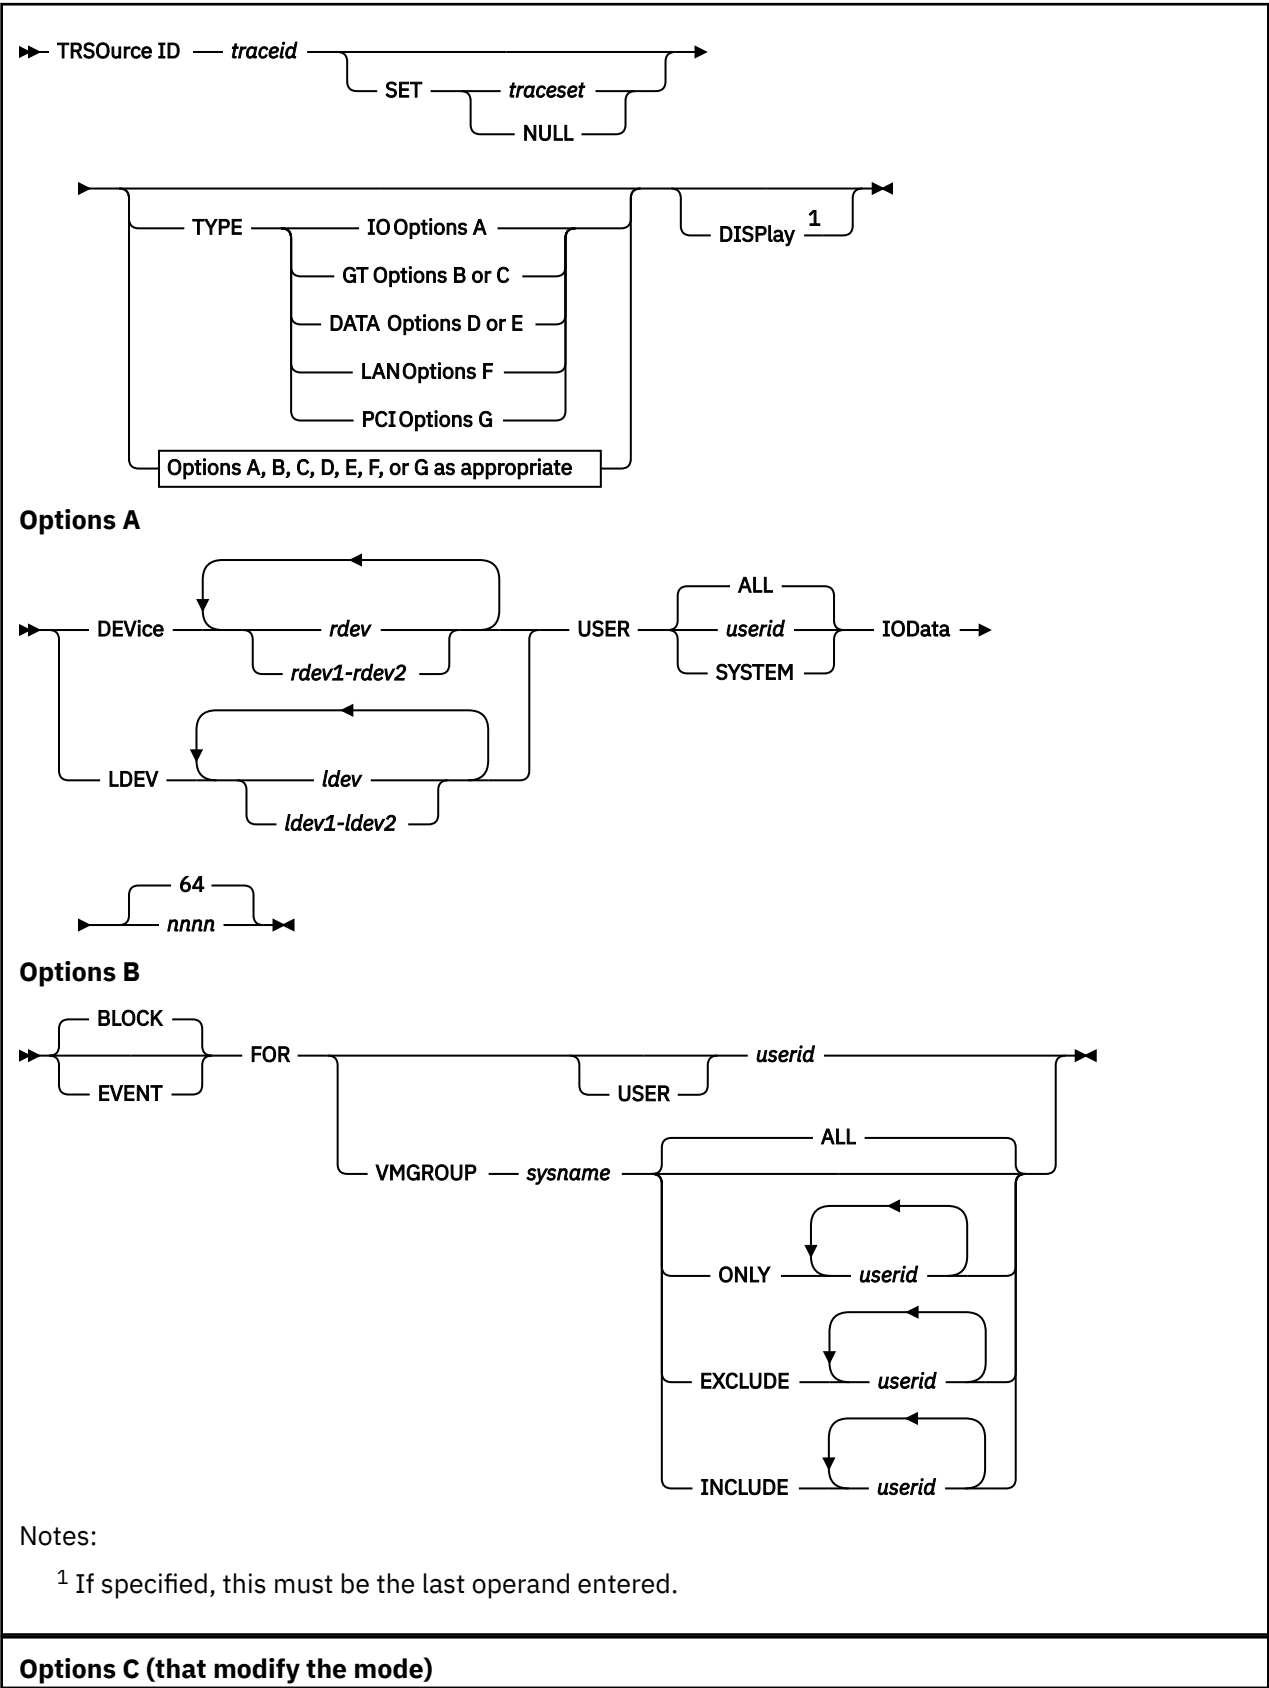 TRSOurce ID traceid
SET traceset
NULL
TYPE IO Options A
DISPlay 1
GT Options B or C
DATA Options D or E
LAN Options F
PCI Options G
Options A, B, C, D, E, F, or G as appropriate
Options A
ALL
DEVice rdev USER userid IOData
rdev1-rdev2 SYSTEM
LDEV ldev
ldev1-ldev2
64
nnnn
Options B
BLOCK
FOR userid
EVENT USER
ALL
VMGROUP sysname
ONLY userid
EXCLUDE userid
INCLUDE userid
Notes:
1 If specified, this must be the last operand entered.
Options C (that modify the mode)